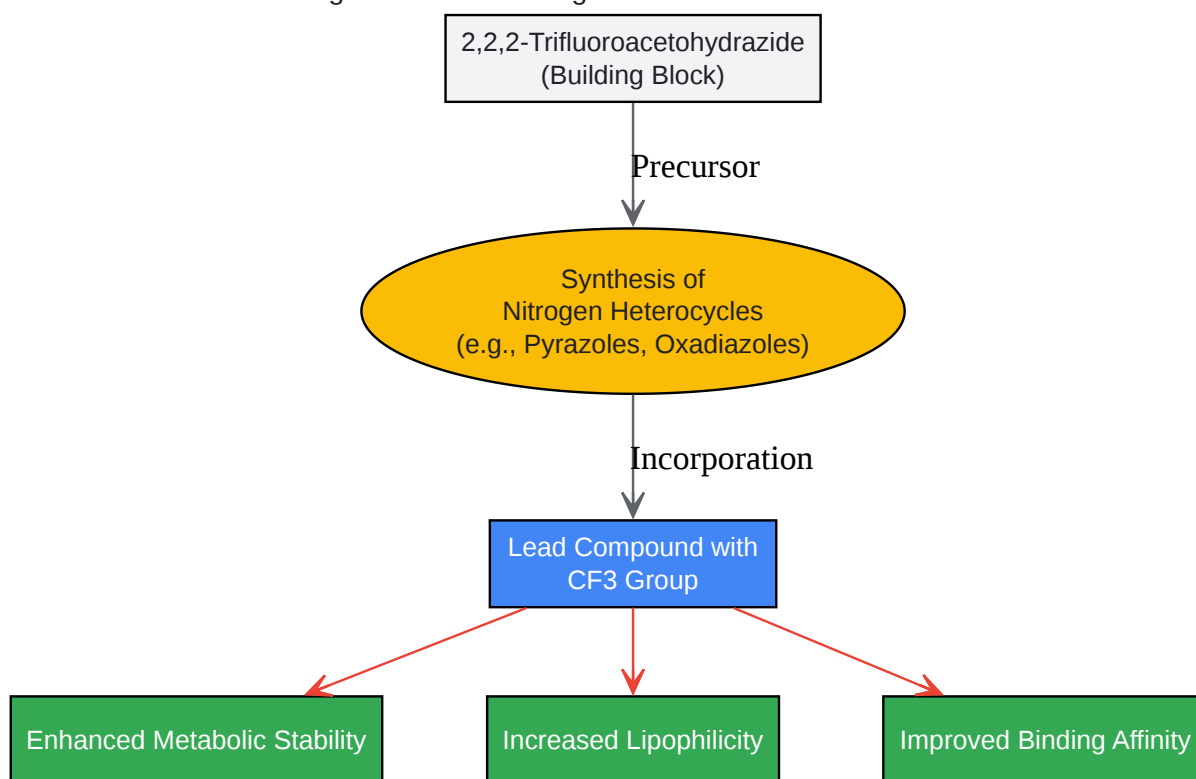 2,2,2-Trifluoroacetohydrazide
(Building Block)
Precursor
Synthesis of
Nitrogen Heterocycles
(e.g., Pyrazoles, Oxadiazoles)
Incorporation
Lead Compound with
CF3 Group
Enhanced Metabolic Stability
Increased Lipophilicity
Improved Binding Affinity